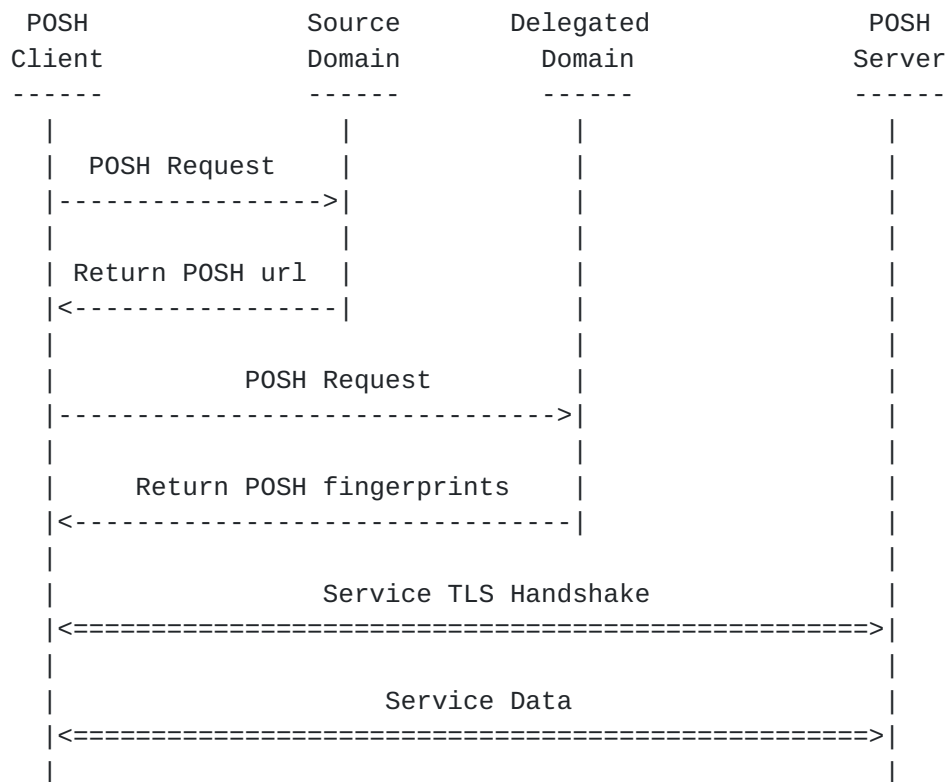 POSH Source Delegated POSH
Client Domain Domain Server
------ ------ ------ ------
POSH Request
Return POSH url
POSH Request
Return POSH fingerprints
Service TLS Handshake
Service Data